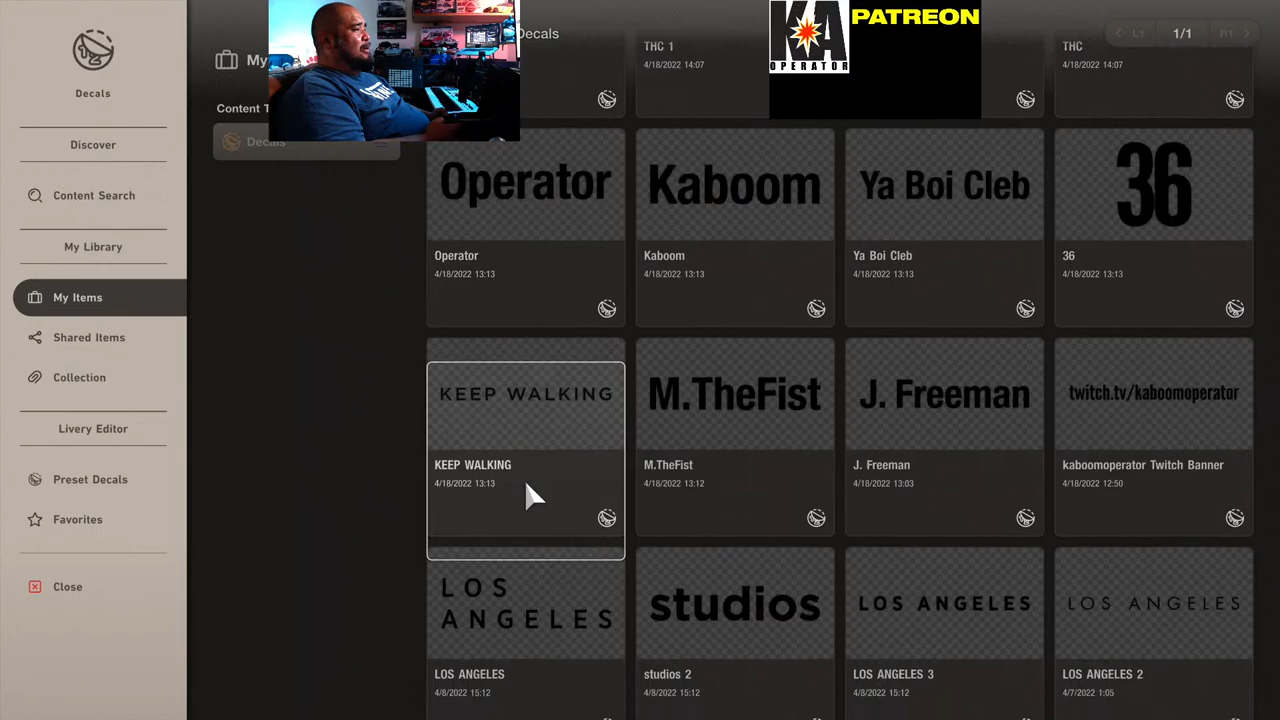 Decals
Discover
Content Search
My Library
My Items
Shared Items
Collection
Livery Editor
Preset Decals
Favorites
Close
My
Decals
Content T
Decals
KA
OPERATOR
PATREON
L1
1/1
R1
THC 1
4/18/2022 14:07
THC
4/18/2022 14:07
Operator
Operator
4/18/2022 13:13
Kaboom
Kaboom
4/18/2022 13:13
Ya Boi Cleb
Ya Boi Cleb
4/18/2022 13:13
36
36
4/18/2022 13:13
KEEP WALKING
KEEP WALKING
4/18/2022 13:13
M.TheFist
M.TheFist
4/18/2022 13:12
J. Freeman
J. Freeman
4/18/2022 13:03
twitch.tv/kaboomoperator
kaboomoperator Twitch Banner
4/18/2022 12:50
LOS
ANGELES
LOS ANGELES
4/8/2022 15:12
studios
studios 2
4/8/2022 15:12
LOS ANGELES
LOS ANGELES 3
4/8/2022 15:12
LOS ANGELES
LOS ANGELES 2
4/7/2022 1:05